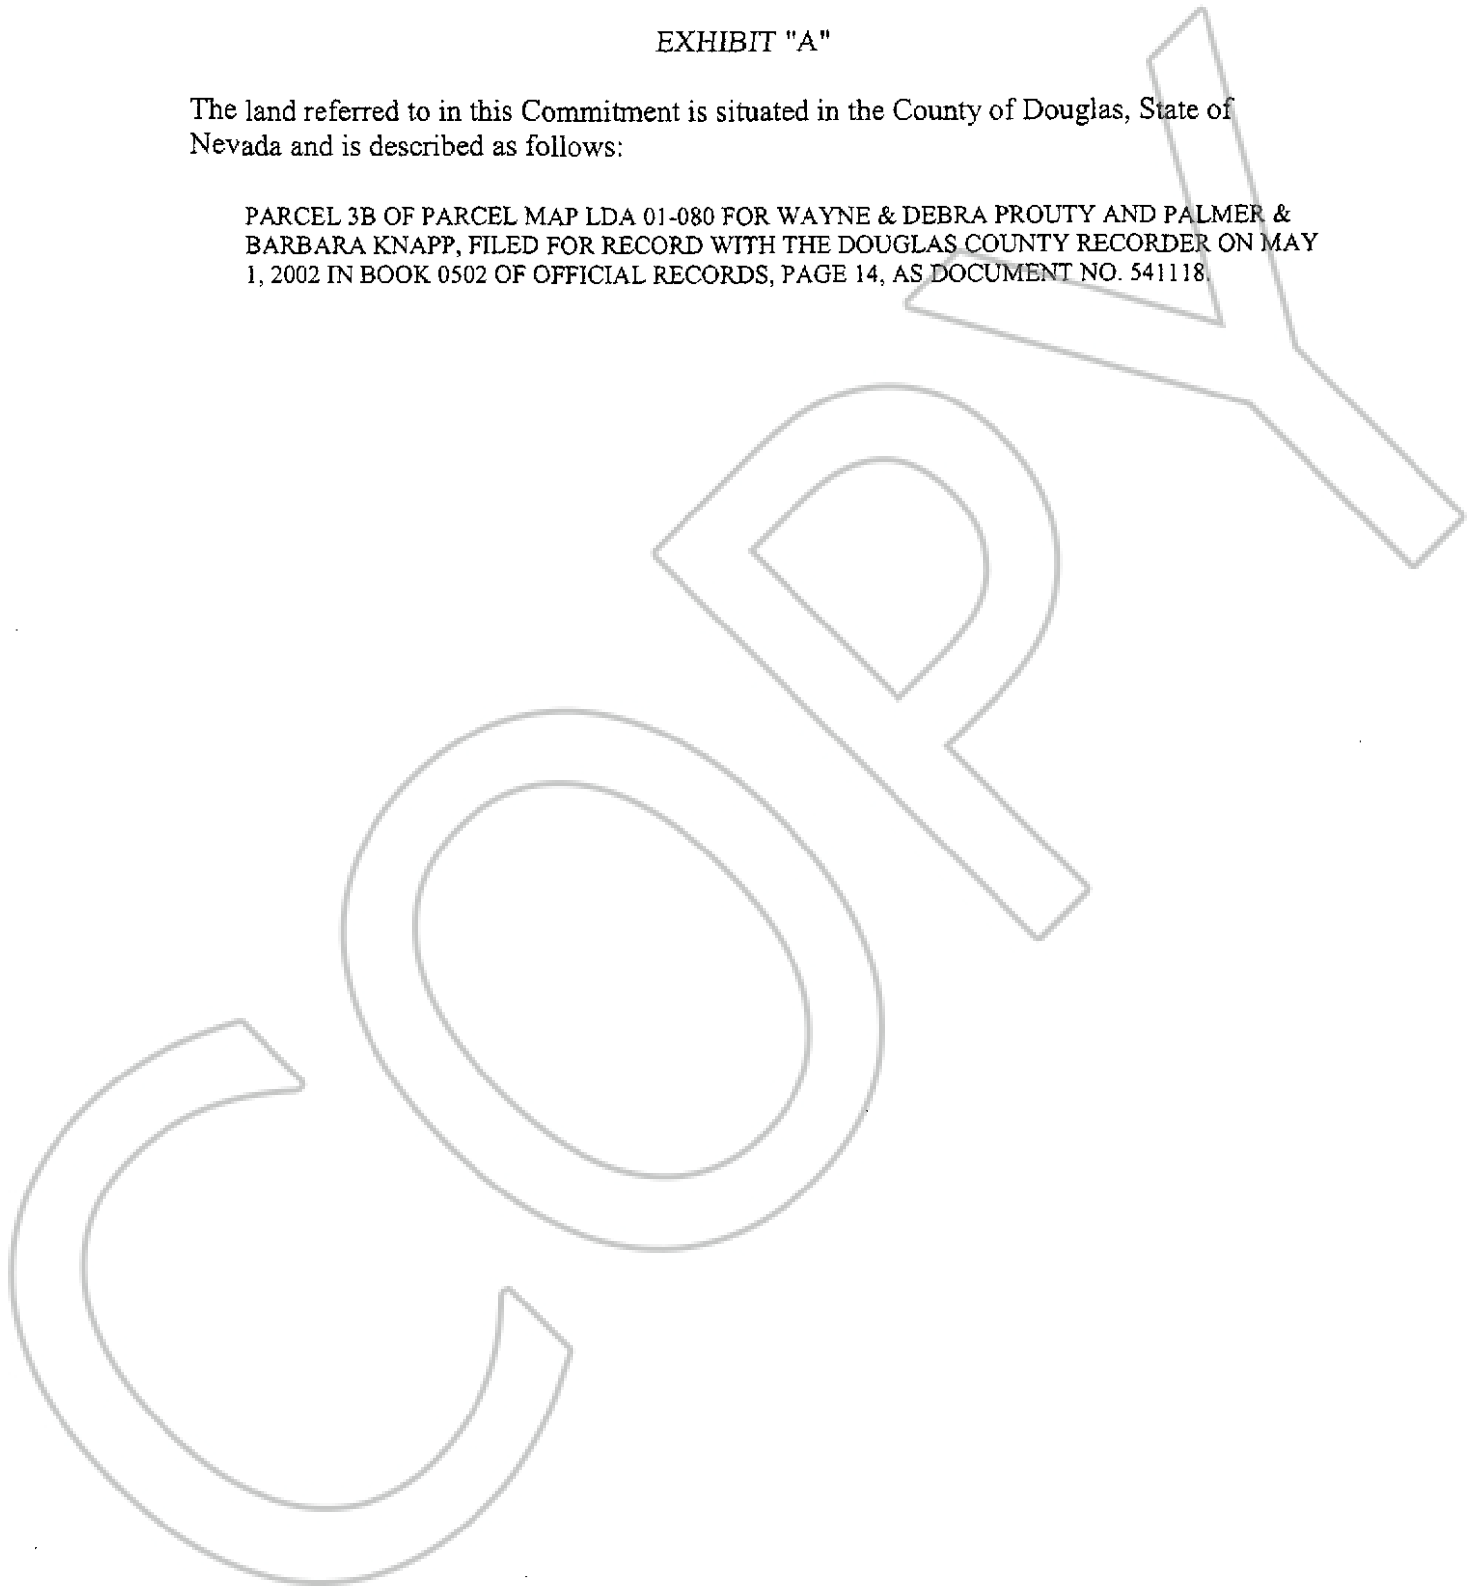 EXHIBIT "A"
The land referred to in this Commitment is situated in the County of Douglas, State of
Nevada and is described as follows:
PARCEL 3B OF PARCEL MAP LDA 01-080 FOR WAYNE & DEBRA PROUTY AND PALMER &
BARBARA KNAPP, FILED FOR RECORD WITH THE DOUGLAS COUNTY RECORDER ON MAY
1, 2002 IN BOOK 0502 OF OFFICIAL RECORDS, PAGE 14, AS DOCUMENT NO. 541118.
COPY